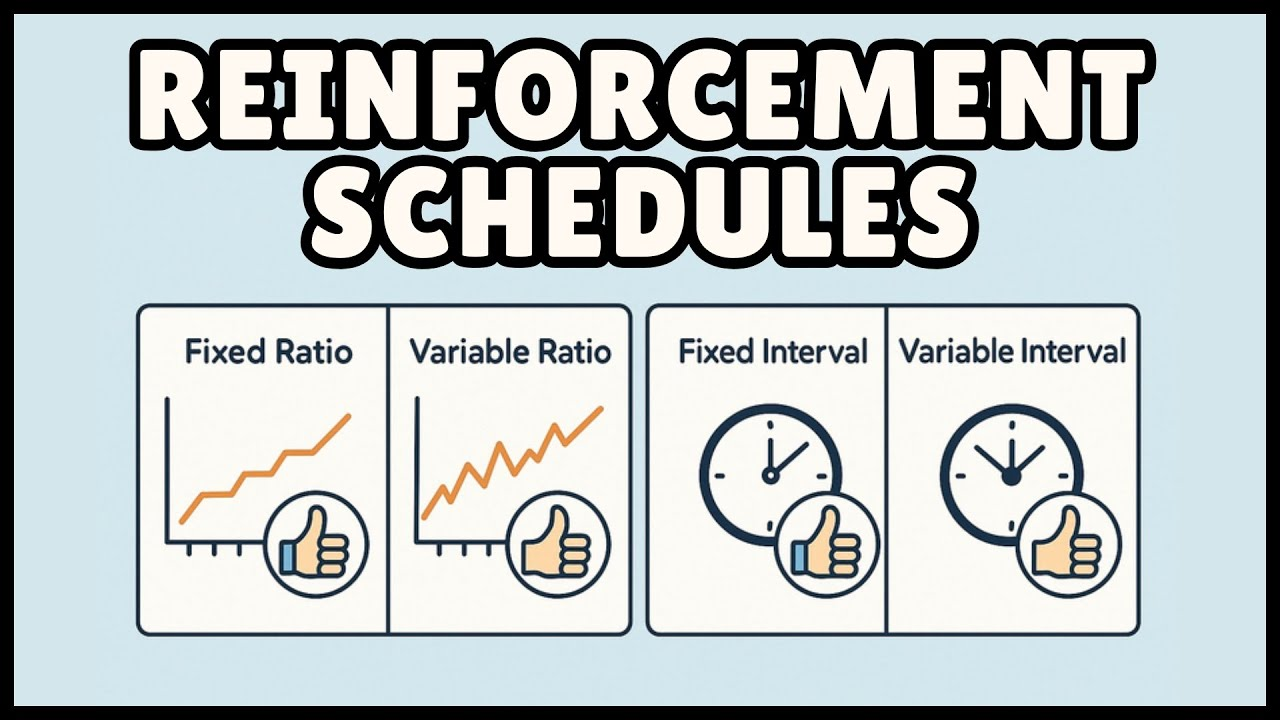 REINFORCEMENT
SCHEDULES
Fixed Ratio
Variable Ratio
Fixed Interval
Variable Interval